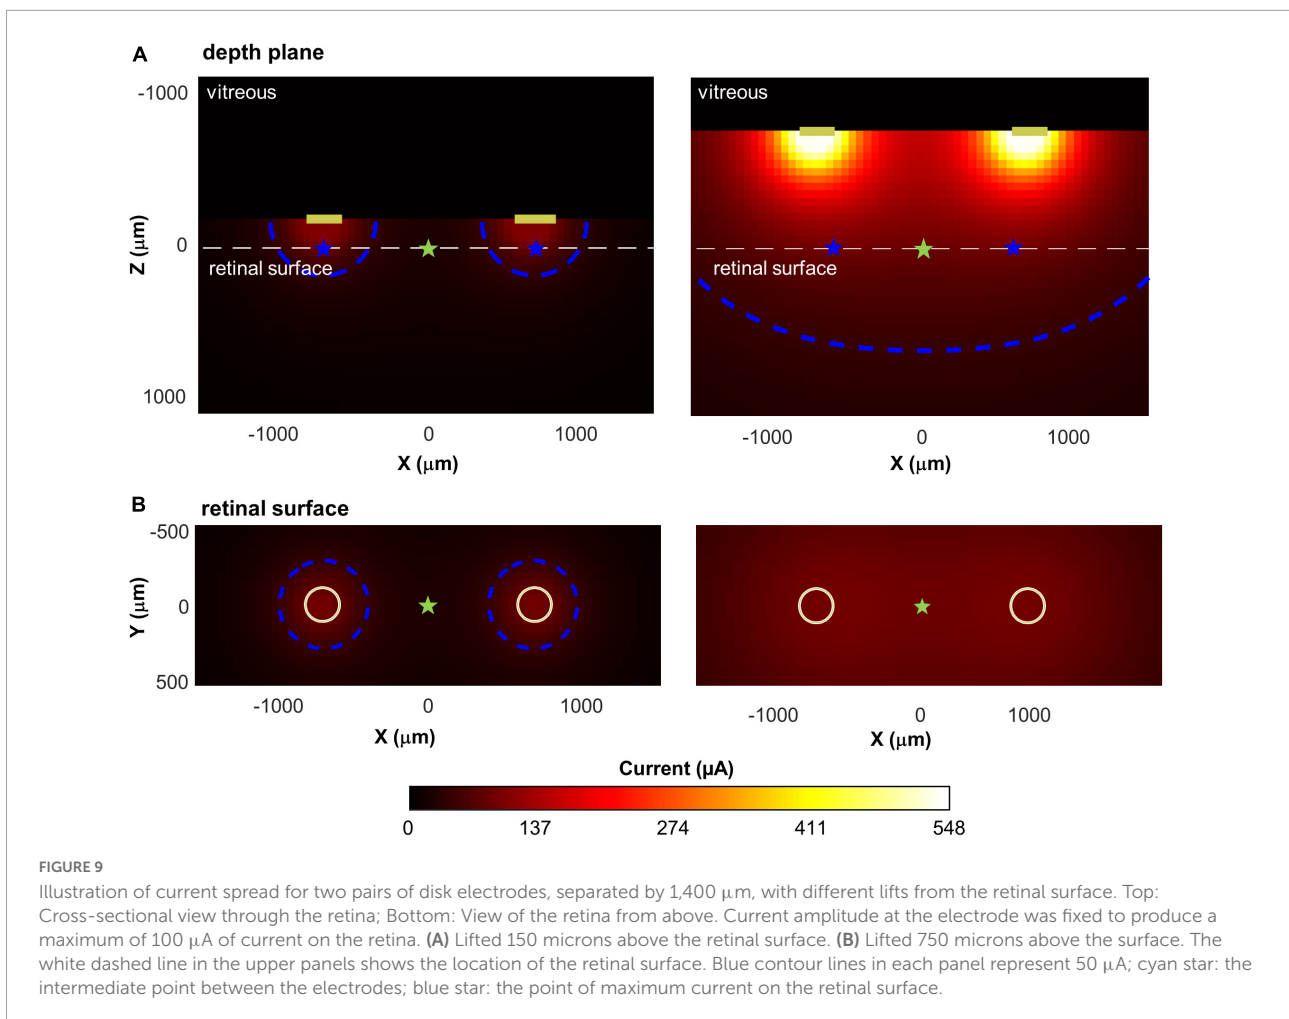 A depth plane
vitreous
vitreous
-1000
0
1000
Z (μm)
retinal surface
retinal surface
-1000 0 1000
X (μm)
-1000 0 1000
X (μm)
B retinal surface
-500
0
500
Y (μm)
-1000 0 1000
X (μm)
-1000 0 1000
X (μm)
Current (μA)
0 137 274 411 548
FIGURE 9
Illustration of current spread for two pairs of disk electrodes, separated by 1,400 μm, with different lifts from the retinal surface. Top:
Cross-sectional view through the retina; Bottom: View of the retina from above. Current amplitude at the electrode was fixed to produce a
maximum of 100 μA of current on the retina. (A) Lifted 150 microns above the retinal surface. (B) Lifted 750 microns above the surface. The
white dashed line in the upper panels shows the location of the retinal surface. Blue contour lines in each panel represent 50 μA; cyan star: the
intermediate point between the electrodes; blue star: the point of maximum current on the retinal surface.